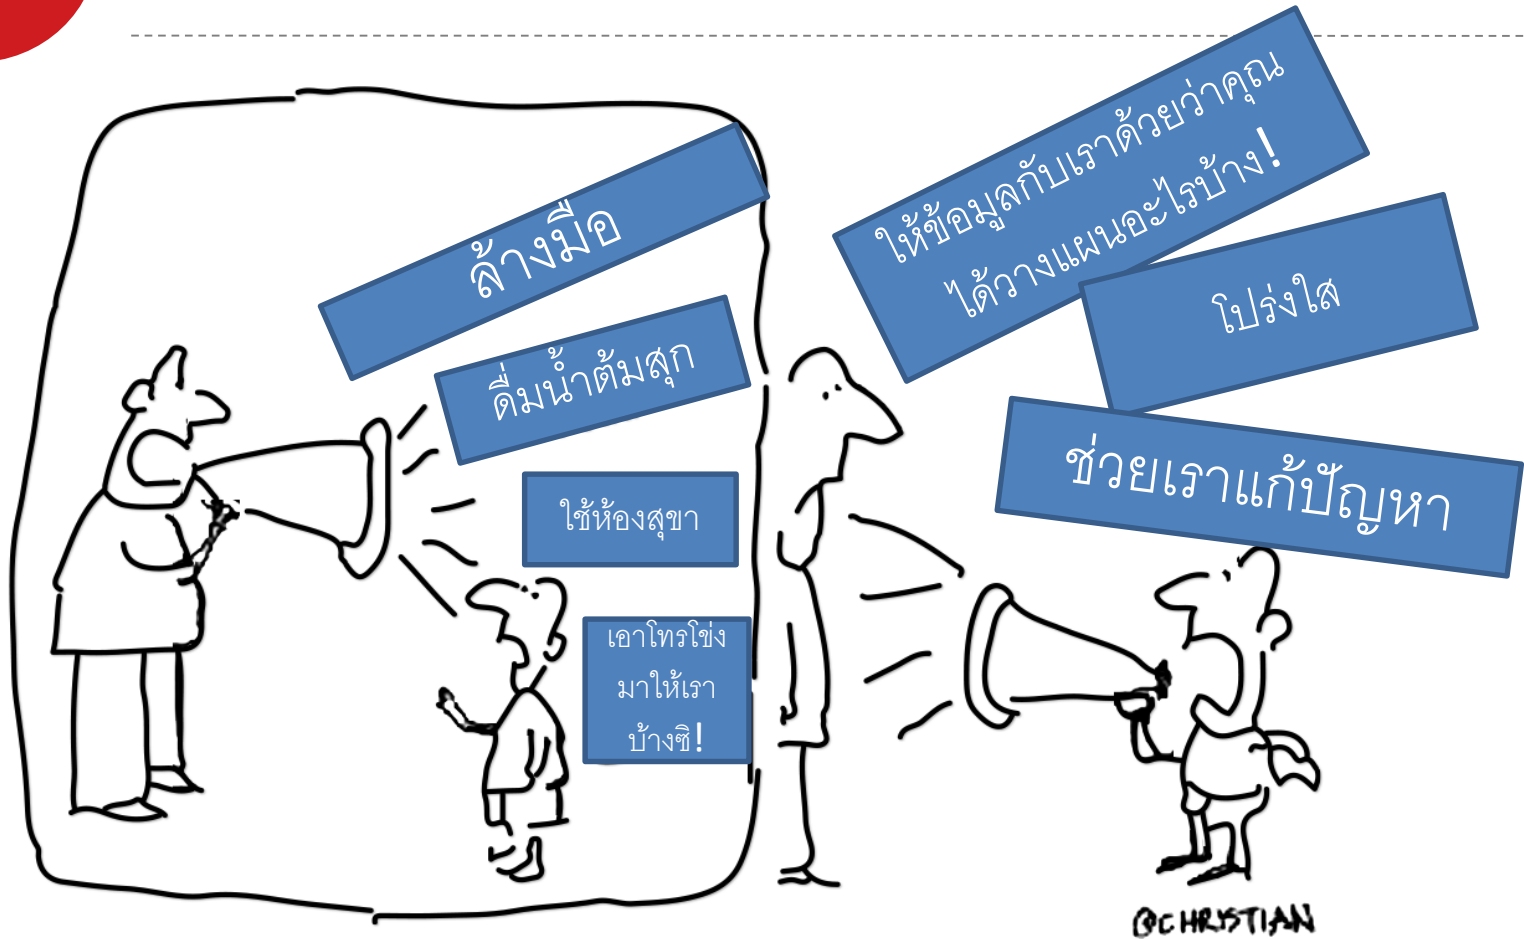 ล้างมือ
ดื่มน้ำต้มสุก
ใช้ห้องสุขา
เอาโทรโข่ง
มาให้เรา
บ้างซิ!
ให้ข้อมูลกับเราด้วยว่าคุณ
ได้วางแผนอะไรบ้าง!
โปร่งใส
ช่วยเราแก้ปัญหา
@CHRISTIAN